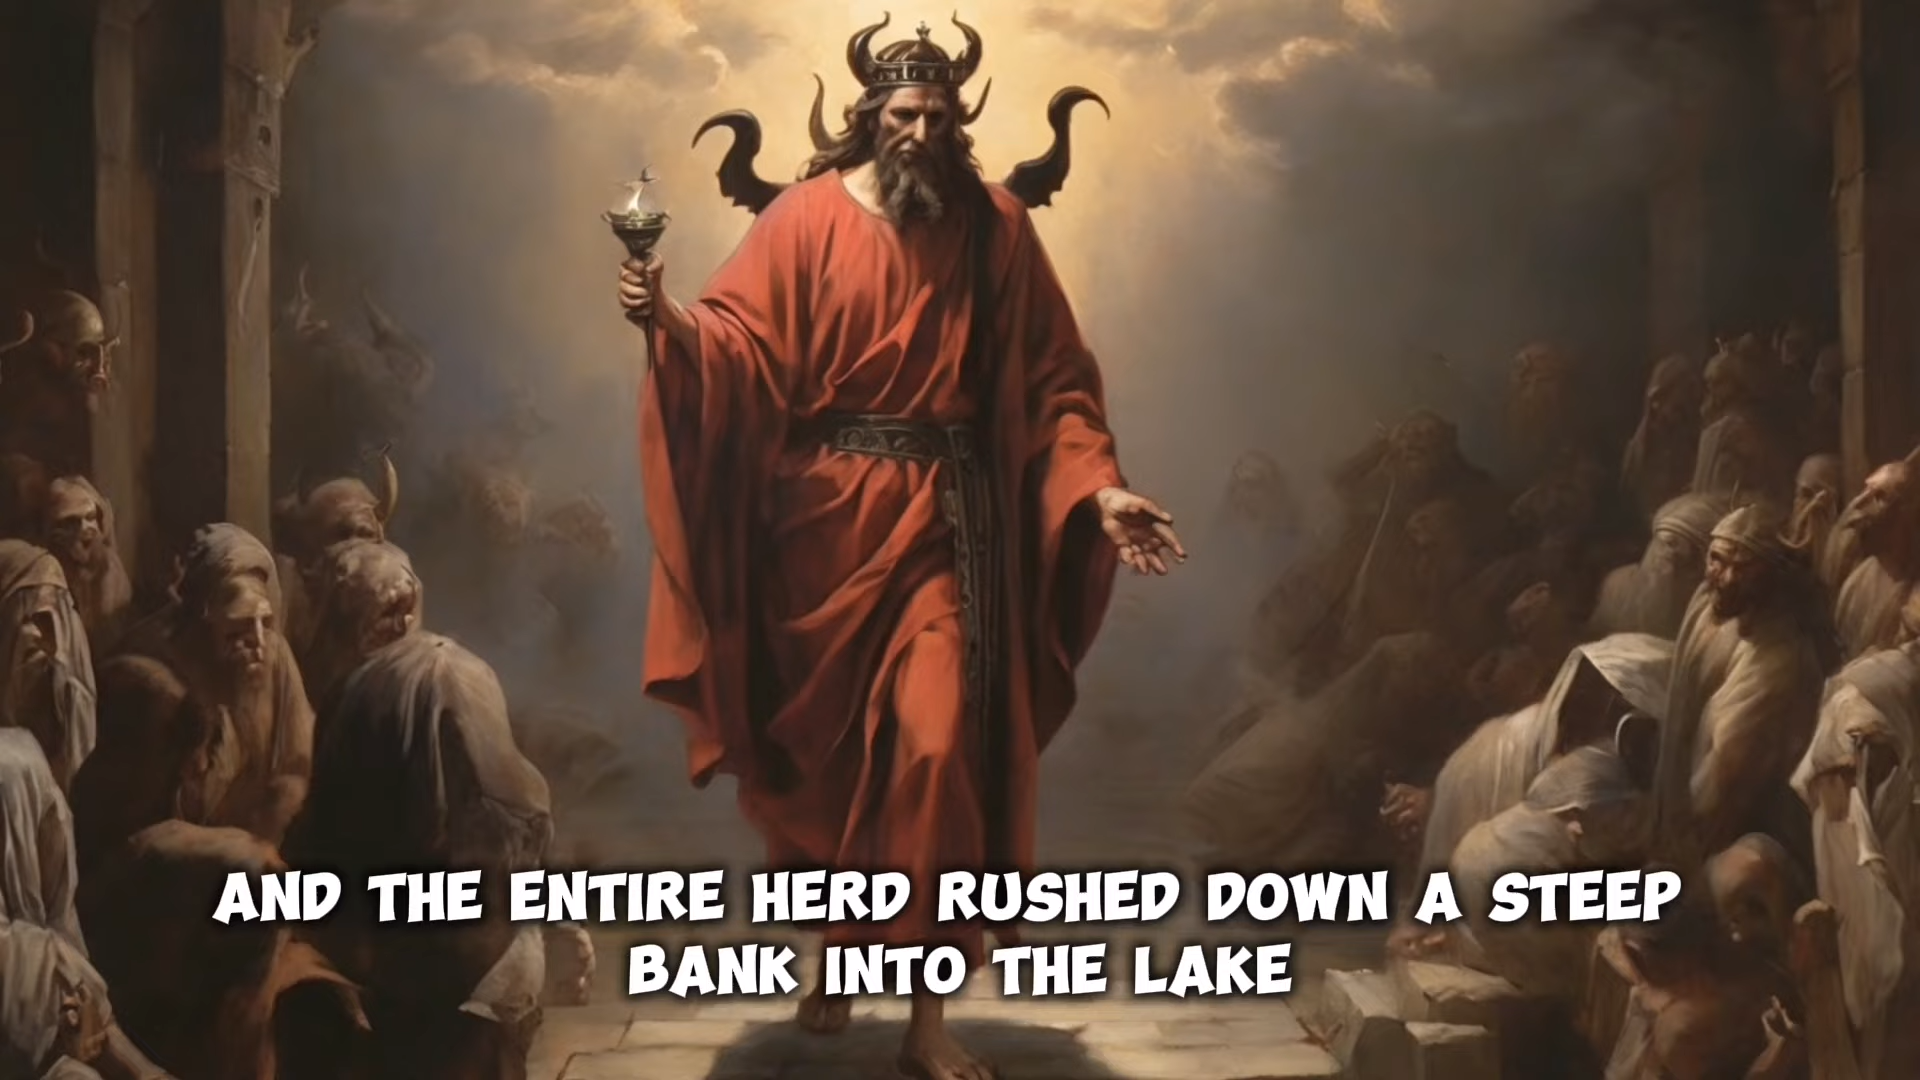 AND THE ENTIRE HERD RUSHED DOWN A STEEP
BANK INTO THE LAKE